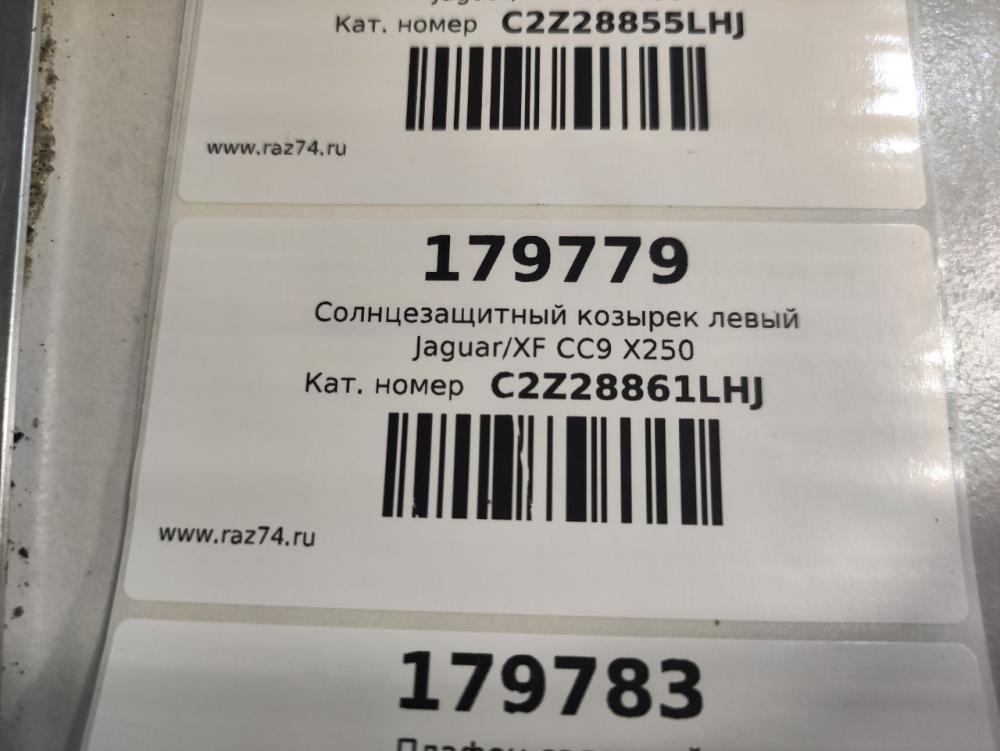 Кат. номер C2Z28855LHJ
www.raz74.ru
179779
Солнцезащитный козырек левый
Jaguar/XF CC9 X250
Кат. номер C2Z28861LHJ
www.raz74.ru
179783